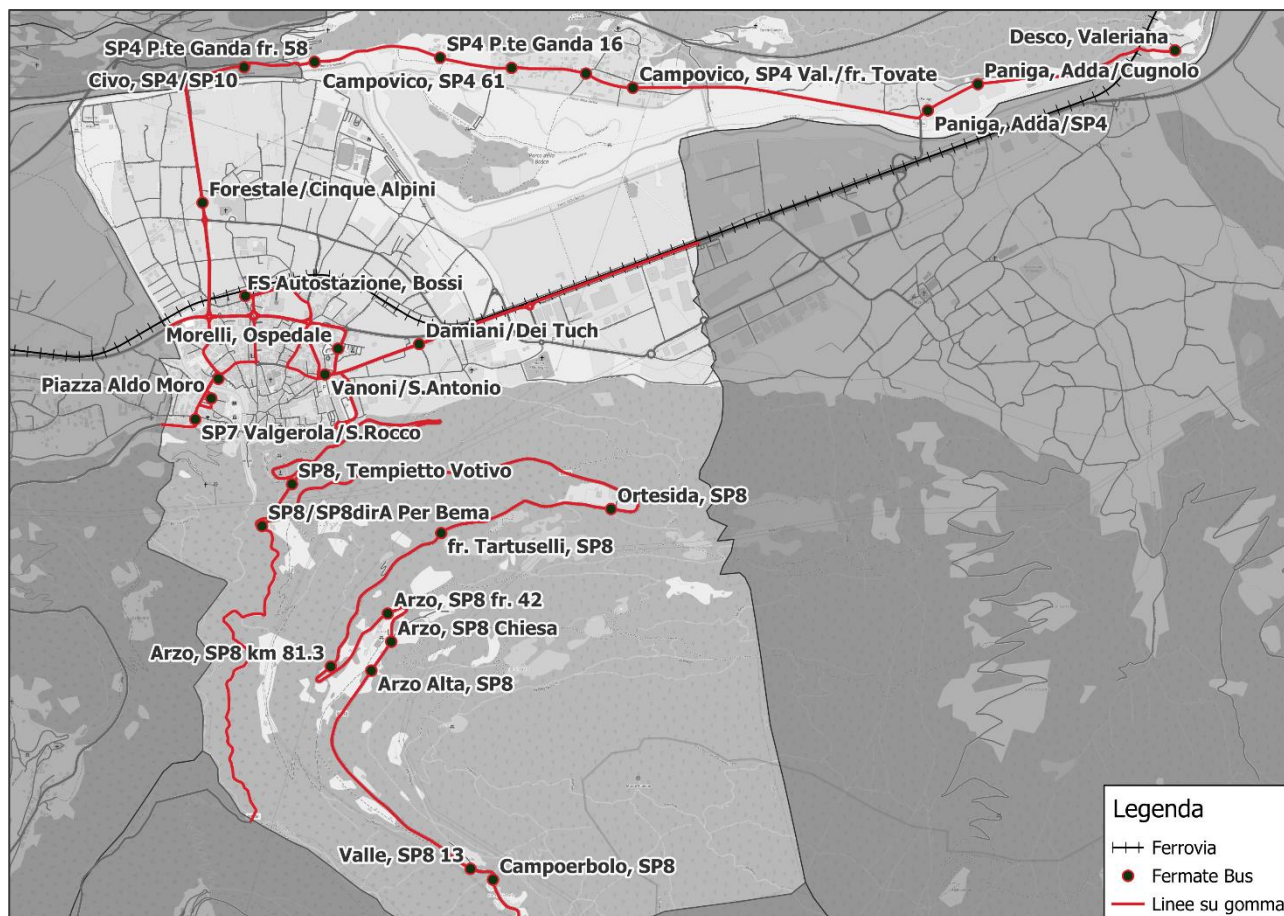 SP4 P.te Ganda fr. 58
SP4 P.te Ganda 16
Desco, Valeriana
Civo, SP4/SP10
Campovico, SP4 61
Campovico, SP4 Val./fr. Tovate
Paniga, Adda/Cugnolo
Paniga, Adda/SP4
Forestale/Cinque Alpini
FS Autostazione, Bossi
Morelli, Ospedale
Damiani/Dei Tuch
Piazza Aldo Moro
Vanoni/S.Antonio
SP7 Valgerola/S.Rocco
SP8, Tempietto Votivo
Ortesida, SP8
SP8/SP8dirA Per Bema
fr. Tartuselli, SP8
Arzo, SP8 fr. 42
Arzo, SP8 Chiesa
Arzo, SP8 km 81.3
Arzo Alta, SP8
Valle, SP8 13
Campoerbolo, SP8
Legenda
Ferrovia
Fermate Bus
Linee su gomma